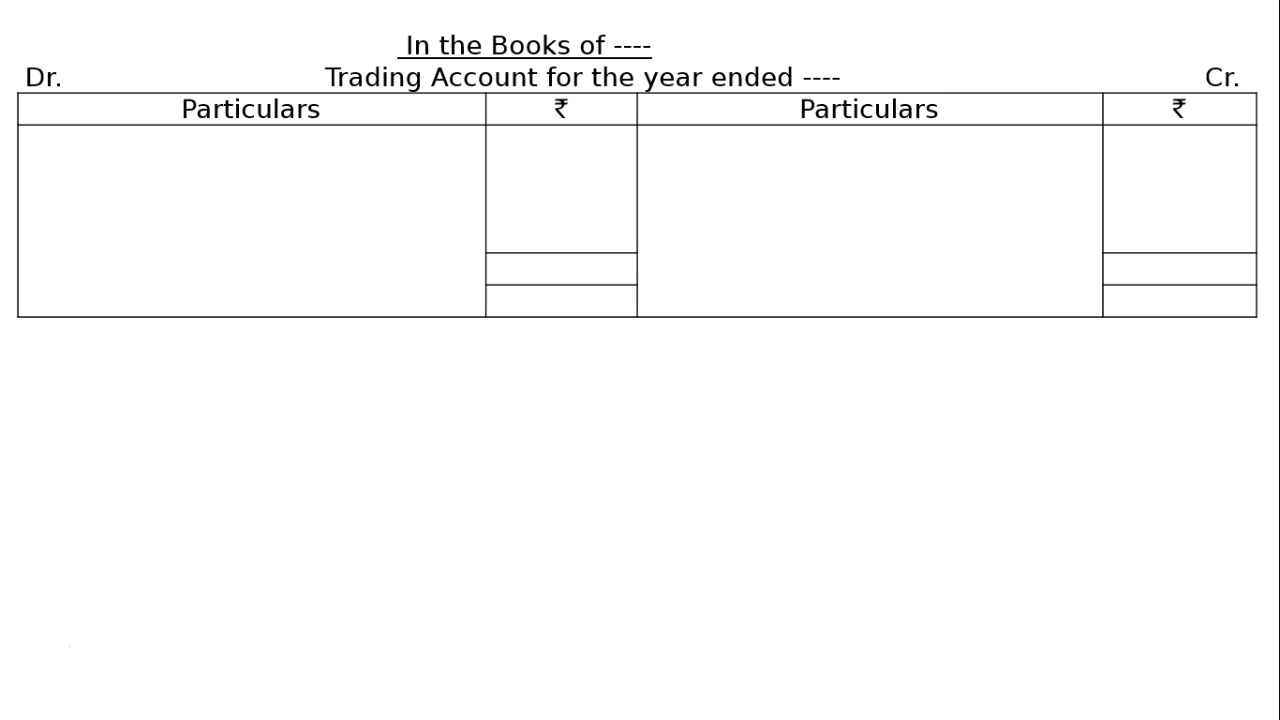 In the Books of ----
Dr. Trading Account for the year ended ---- Cr.
Particulars ₹ Particulars ₹